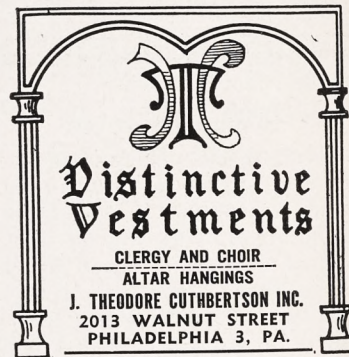 Distinctive
Vestments
CLERGY AND CHOIR
ALTAR HANGINGS
J. THEODORE CUTHBERTSON INC.
2013 WALNUT STREET
PHILADELPHIA 3, PA.